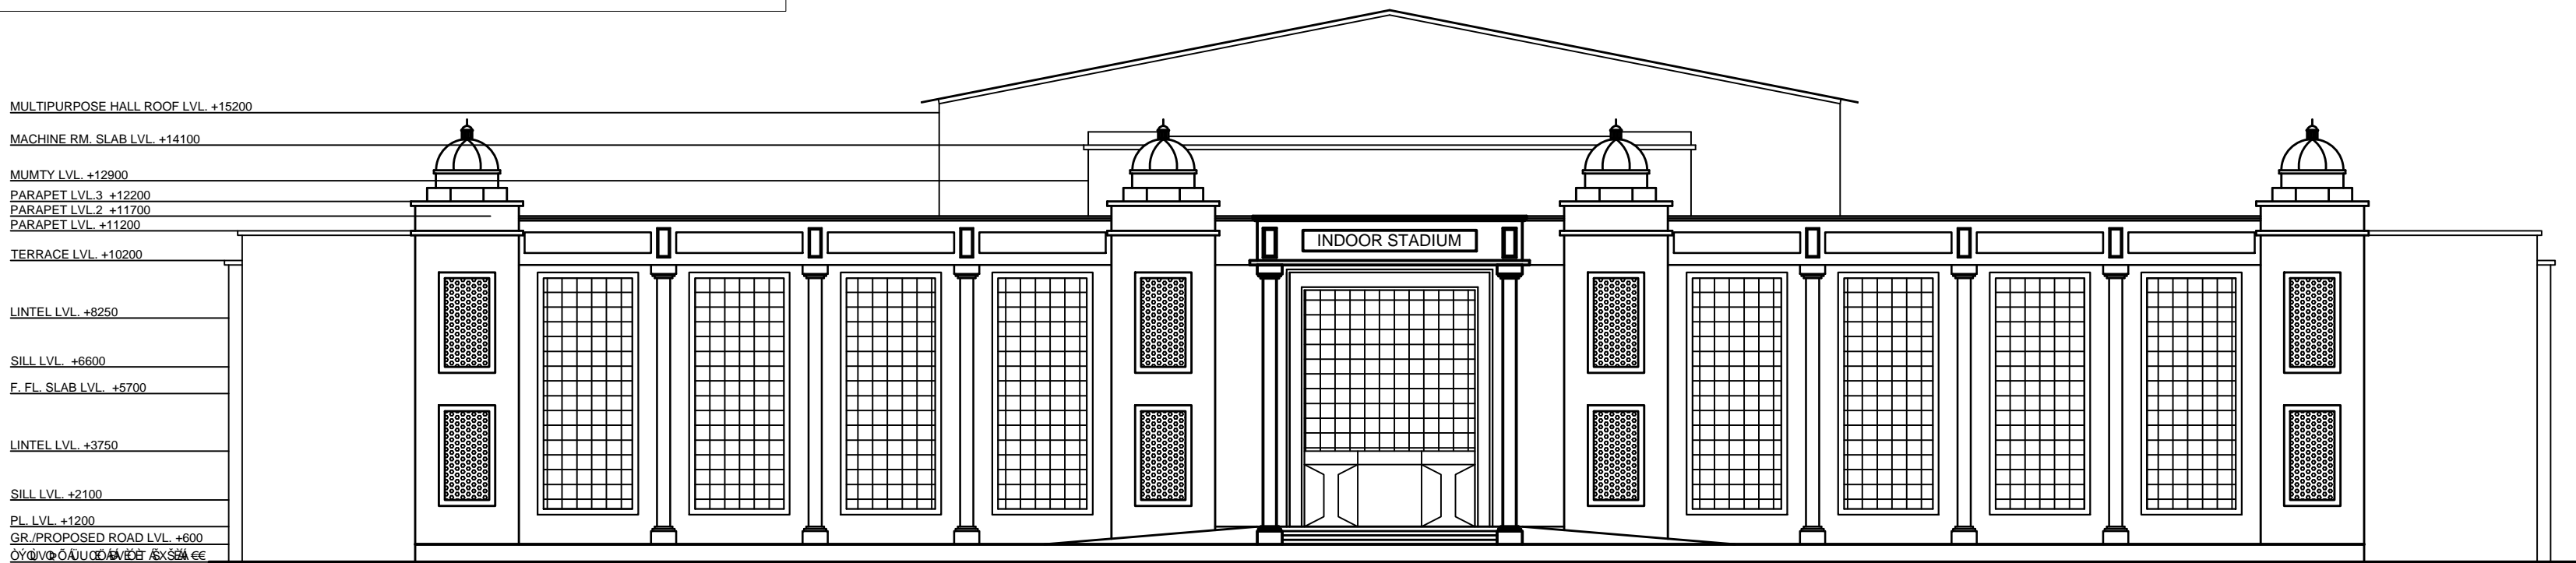 MULTIPURPOSE HALL ROOF LVL. +15200
MACHINE RM. SLAB LVL. +14100
MUMTY LVL. +12900
PARAPET LVL.3 +12200
PARAPET LVL.2 +11700
PARAPET LVL. +11200
TERRACE LVL. +10200
INDOOR STADIUM
LINTEL LVL. +8250
SILL LVL. +6600
F. FL. SLAB LVL. +5700
LINTEL LVL. +3750
SILL LVL. +2100
PL. LVL. +1200
GR./PROPOSED ROAD LVL. +600